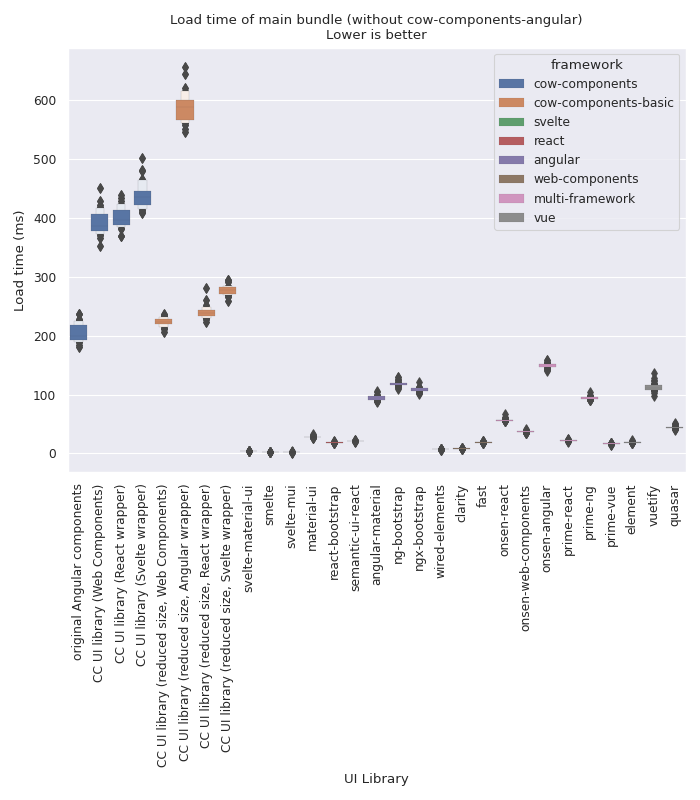 Load time of main bundle (without cow-components-angular)
Lower is better
framework
cow-components
cow-components-basic
svelte
react
angular
web-components
multi-framework
vue
Load time (ms)
600
500
400
300
200
100
0
original Angular components
CC UI library (Web Components)
CC UI library (React wrapper)
CC UI library (Svelte wrapper)
CC UI library (reduced size, Web Components)
CC UI library (reduced size, Angular wrapper)
CC UI library (reduced size, React wrapper)
CC UI library (reduced size, Svelte wrapper)
svelte-material-ui
smelte
svelte-mui
material-ui
react-bootstrap
semantic-ui-react
angular-material
ng-bootstrap
ngx-bootstrap
wired-elements
clarity
fast
onsen-react
onsen-web-components
onsen-angular
prime-react
prime-ng
prime-vue
element
vuetify
quasar
UI Library